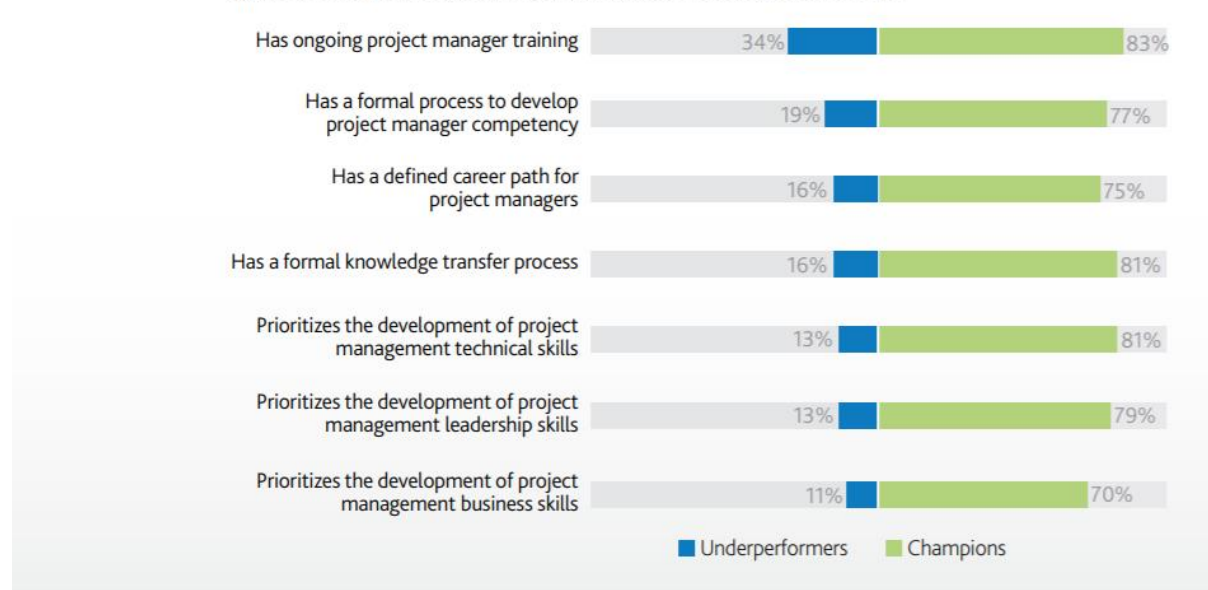 Has ongoing project manager training
34%
83%
Has a formal process to develop
project manager competency
19%
77%
Has a defined career path for
project managers
16%
75%
Has a formal knowledge transfer process
16%
81%
Prioritizes the development of project
management technical skills
13%
81%
Prioritizes the development of project
management leadership skills
13%
79%
Prioritizes the development of project
management business skills
11%
70%
Underperformers
Champions